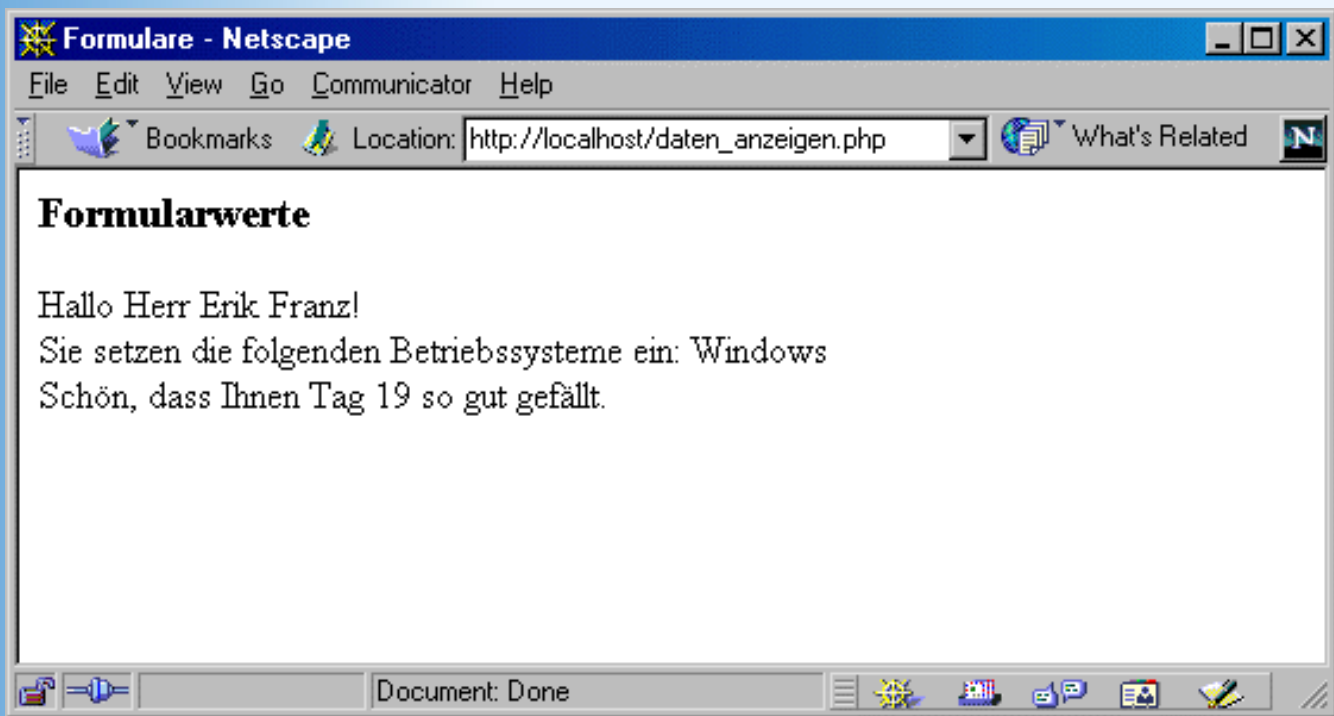 Formulare - Netscape
File Edit View Go Communicator Help
Bookmarks Location: http://localhost/daten_anzeigen.php What's Related N
Formularwerte
Hallo Herr Erik Franz!
Sie setzen die folgenden Betriebssysteme ein: Windows
Schön, dass Ihnen Tag 19 so gut gefällt.
Document: Done